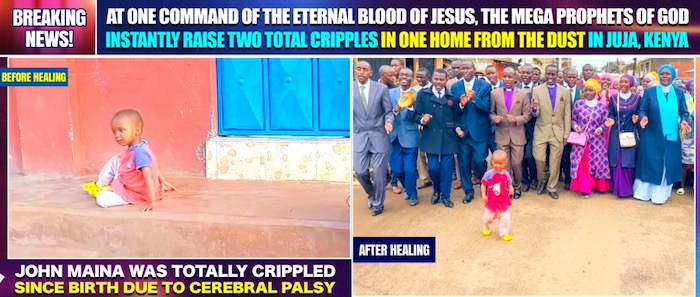 BREAKING
NEWS!
AT ONE COMMAND OF THE ETERNAL BLOOD OF JESUS, THE MEGA PROPHETS OF GOD
INSTANTLY RAISE TWO TOTAL CRIPPLES IN ONE HOME FROM THE DUST IN JUJA, KENYA
BEFORE HEALING
JOHN MAINA WAS TOTALLY CRIPPLED
SINCE BIRTH DUE TO CEREBRAL PALSY
AFTER HEALING